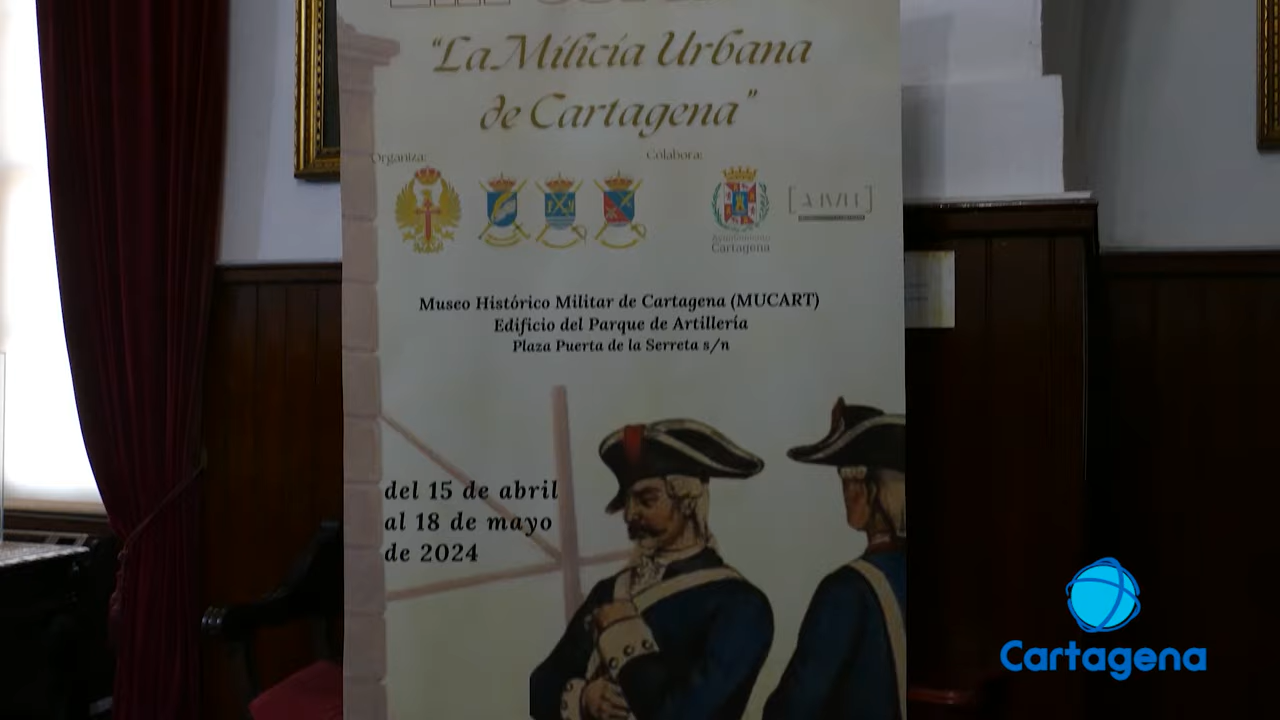 “La Milicia Urbana
de Cartagena”
Organiza:
Colabora:
Ayuntamiento
Cartagena
Museo Histórico Militar de Cartagena (MUCART)
Edificio del Parque de Artillería
Plaza Puerta de la Serreta s/n
del 15 de abril
al 18 de mayo
de 2024
Cartagena